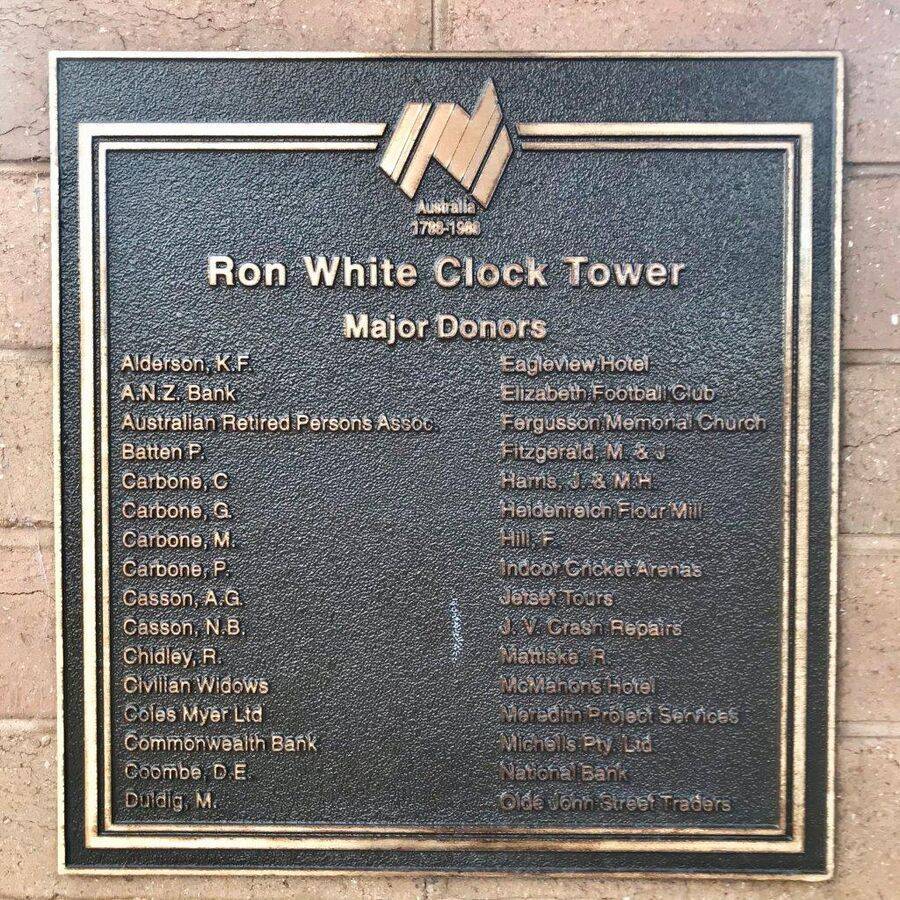 Australia
1788-1988
Ron White Clock Tower
Major Donors
Alderson, K.F.
A.N.Z. Bank
Australian Retired Persons Assoc.
Batten P.
Carbone, C
Carbone, G.
Carbone, M.
Carbone, P.
Casson, A.G.
Casson, N.B.
Chidley, R.
Civilian Widows
Coles Myer Ltd
Commonwealth Bank
Coombe, D.E.
Duldig, M.
Eagleview Hotel
Elizabeth Football Club
Fergusson Memorial Church
Fitzgerald, M. & J.
Harris, J. & M.H.
Heidenreich Flour Mill
Hill, F.
Indoor Cricket Arenas
Jetset Tours
J. V. Crash Repairs
Mattiske, R.
McMahons Hotel
Meredith Project Services
Michells Pty. Ltd
National Bank
Olde John Street Traders